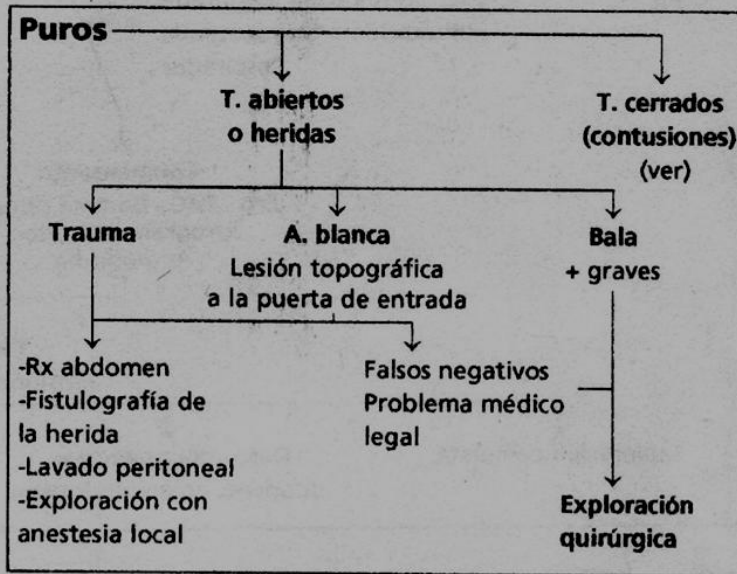 Puros
T. abiertos
o heridas
T. cerrados
(contusiones)
(ver)
Trauma
A. blanca
Lesión topográfica
a la puerta de entrada
Bala
+ graves
-Rx abdomen
-Fistulografía de
la herida
-Lavado peritoneal
-Exploración con
anestesia local
Falsos negativos
Problema médico
legal
Exploración
quirúrgica